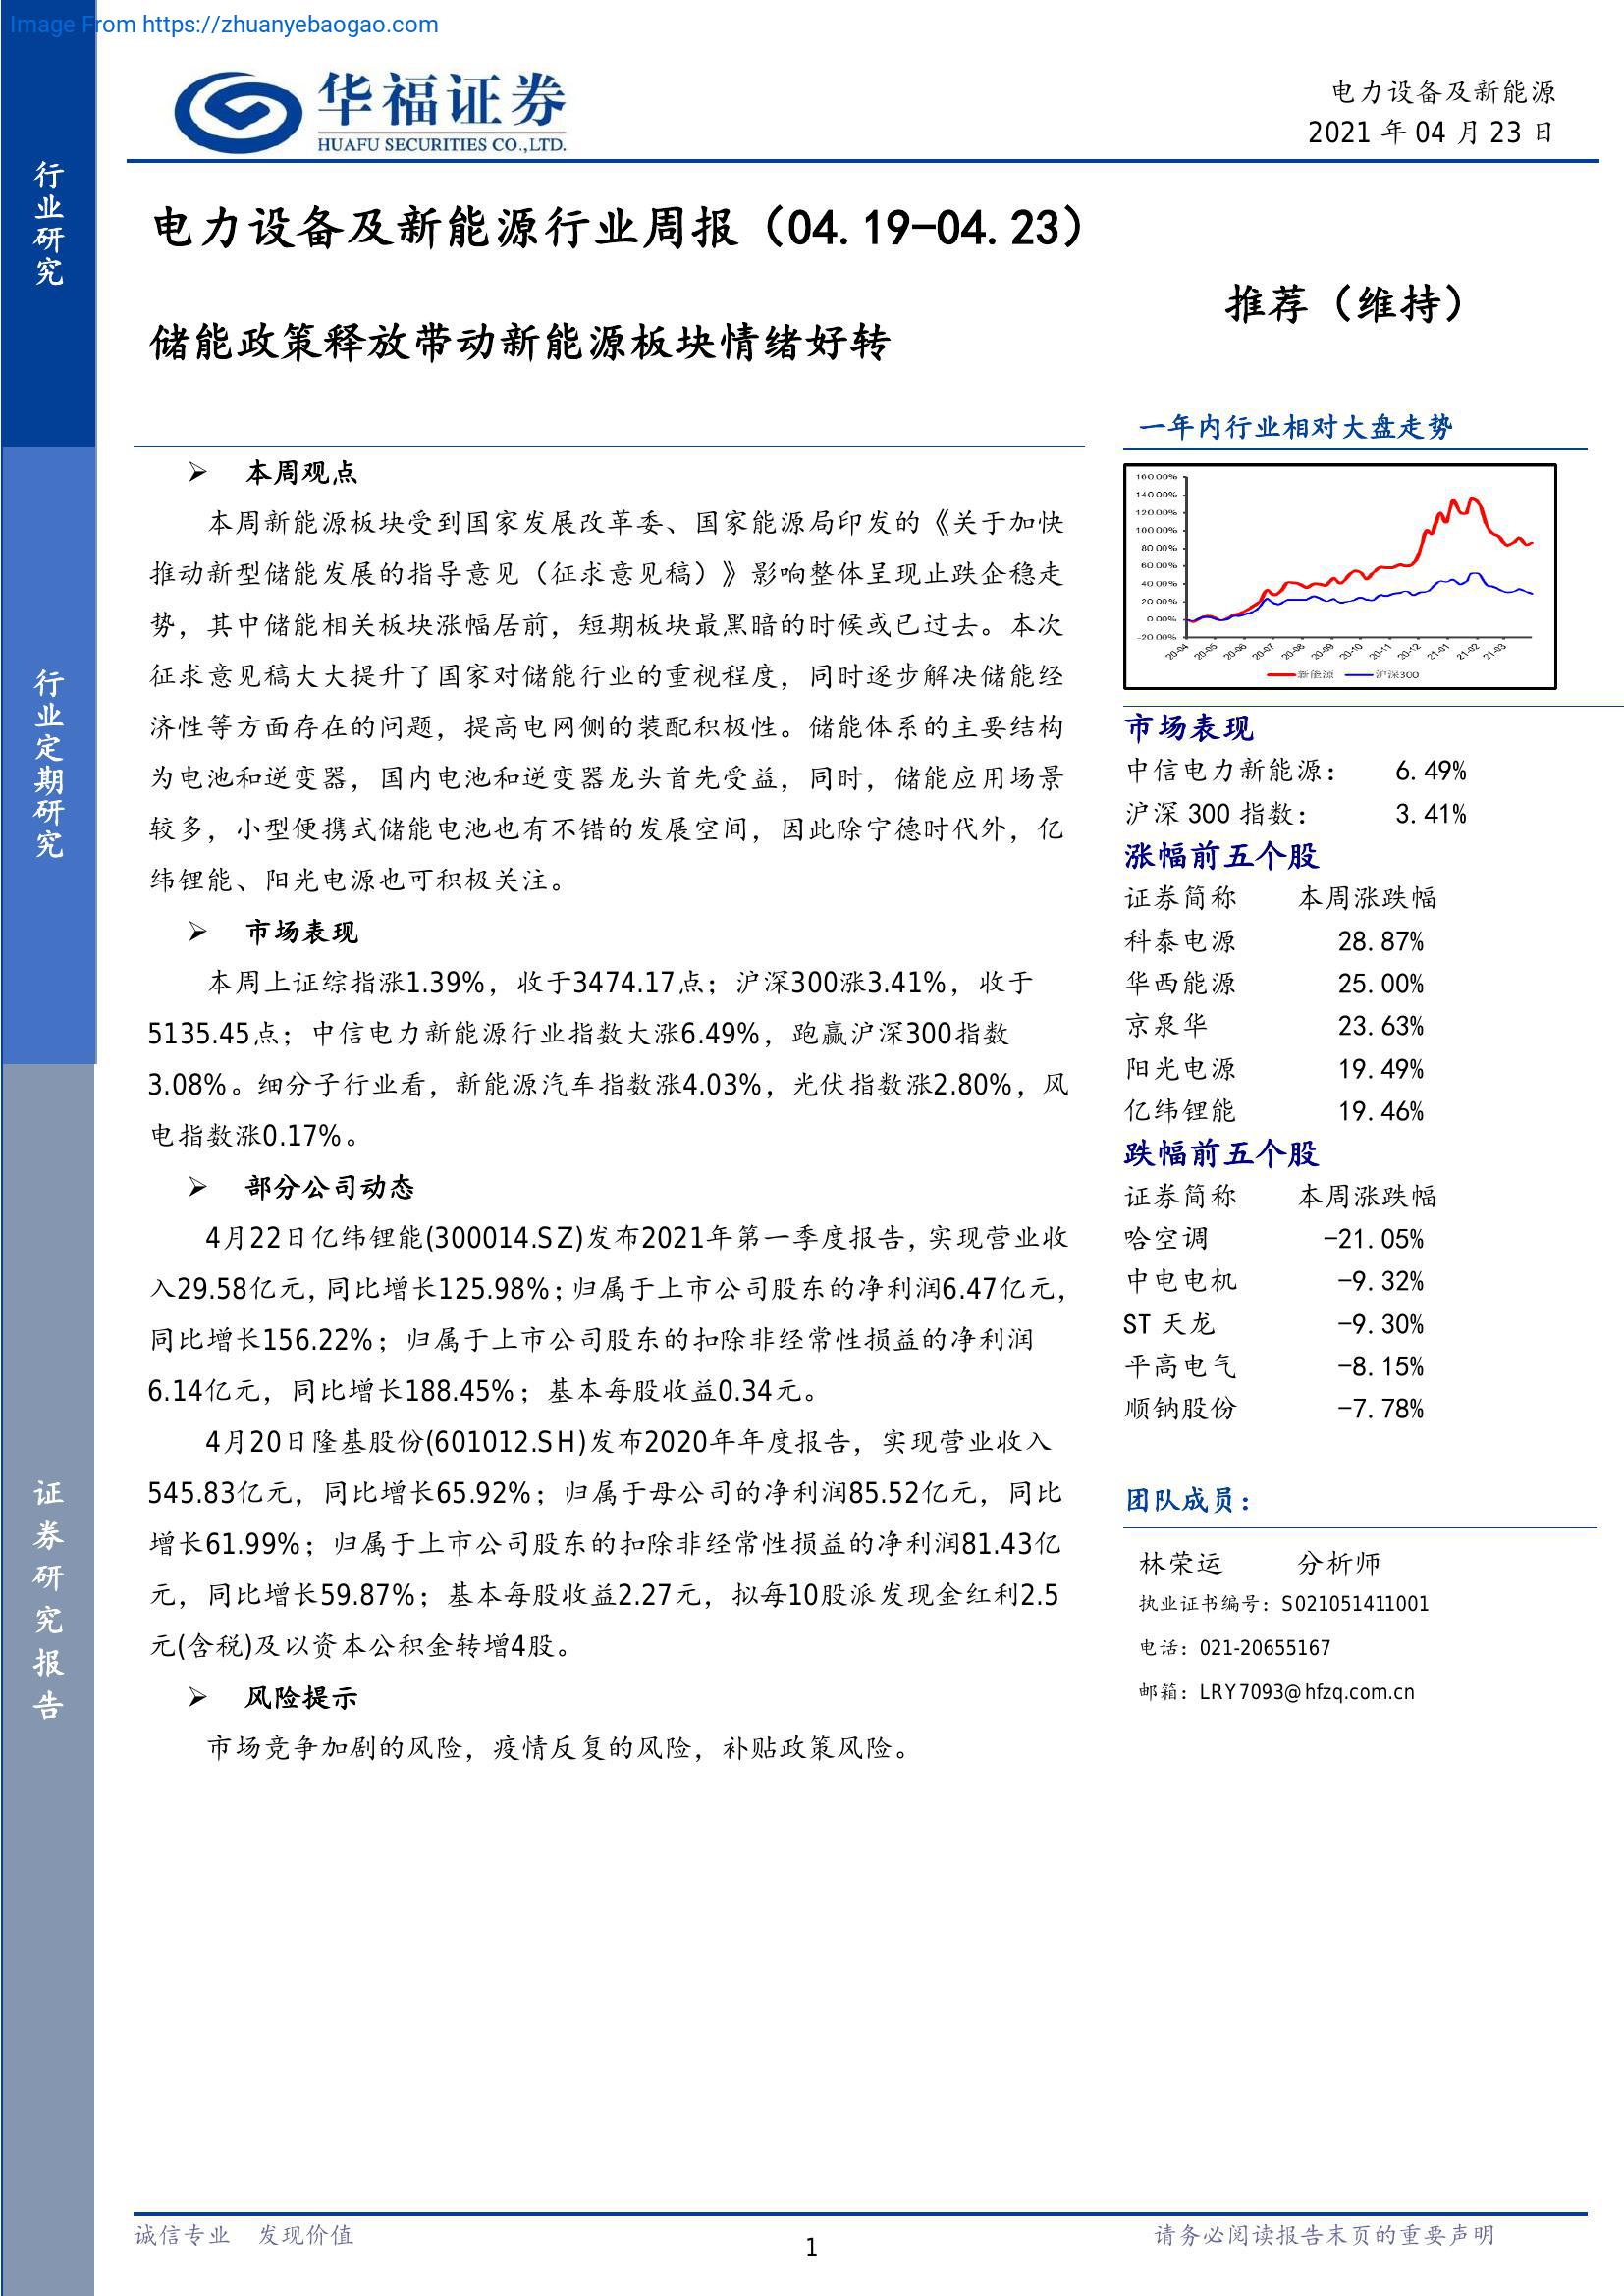 Image From https://zhuanyebaogao.com
华福证券
HUAFU SECURITIES CO.,LTD.
电力设备及新能源
2021 年 04 月 23 日
行业研究
行业定期研究
证券研究报告
电力设备及新能源行业周报（04.19-04.23）
储能政策释放带动新能源板块情绪好转
推荐（维持）
➢ 本周观点
本周新能源板块受到国家发展改革委、国家能源局印发的《关于加快
推动新型储能发展的指导意见（征求意见稿）》影响整体呈现止跌企稳走
势，其中储能相关板块涨幅居前，短期板块最黑暗的时候或已过去。本次
征求意见稿大大提升了国家对储能行业的重视程度，同时逐步解决储能经
济性等方面存在的问题，提高电网侧的装配积极性。储能体系的主要结构
为电池和逆变器，国内电池和逆变器龙头首先受益，同时，储能应用场景
较多，小型便携式储能电池也有不错的发展空间，因此除宁德时代外，亿
纬锂能、阳光电源也可积极关注。
➢ 市场表现
本周上证综指涨1.39%，收于3474.17点；沪深300涨3.41%，收于
5135.45点；中信电力新能源行业指数大涨6.49%，跑赢沪深300指数
3.08%。细分子行业看，新能源汽车指数涨4.03%，光伏指数涨2.80%，风
电指数涨0.17%。
➢ 部分公司动态
4月22日亿纬锂能(300014.SZ)发布2021年第一季度报告，实现营业收
入29.58亿元，同比增长125.98%；归属于上市公司股东的净利润6.47亿元，
同比增长156.22%；归属于上市公司股东的扣除非经常性损益的净利润
6.14亿元，同比增长188.45%；基本每股收益0.34元。
4月20日隆基股份(601012.SH)发布2020年年度报告，实现营业收入
545.83亿元，同比增长65.92%；归属于母公司的净利润85.52亿元，同比
增长61.99%；归属于上市公司股东的扣除非经常性损益的净利润81.43亿
元，同比增长59.87%；基本每股收益2.27元，拟每10股派发现金红利2.5
元(含税)及以资本公积金转增4股。
➢ 风险提示
市场竞争加剧的风险，疫情反复的风险，补贴政策风险。
一年内行业相对大盘走势
160.00%
140.00%
120.00%
100.00%
80.00%
60.00%
40.00%
20.00%
0.00%
-20.00%
20-04 20-05 20-06 20-07 20-08 20-09 20-10 20-11 20-12 21-01 21-02 21-03
新能源 沪深300
市场表现
中信电力新能源： 6.49%
沪深 300 指数： 3.41%
涨幅前五个股
证券简称 本周涨跌幅
科泰电源 28.87%
华西能源 25.00%
京泉华 23.63%
阳光电源 19.49%
亿纬锂能 19.46%
跌幅前五个股
证券简称 本周涨跌幅
哈空调 -21.05%
中电电机 -9.32%
ST 天龙 -9.30%
平高电气 -8.15%
顺钠股份 -7.78%
团队成员：
林荣运 分析师
执业证书编号：S021051411001
电话：021-20655167
邮箱：LRY7093@hfzq.com.cn
诚信专业 发现价值
1
请务必阅读报告末页的重要声明